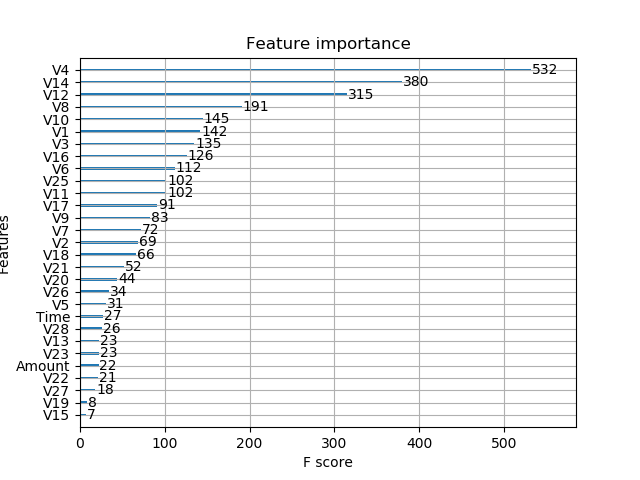 Feature importance
V4 532
V14 380
V12 315
V8 191
V10 145
V1 142
V3 135
V16 126
V6 112
V25 102
V11 102
V17 91
V9 83
V7 72
V2 69
V18 66
V21 52
V20 44
V26 34
V5 31
Time 27
V28 26
V13 23
V23 23
Amount 22
V22 21
V27 18
V19 8
V15 7
Features
0 100 200 300 400 500
F score